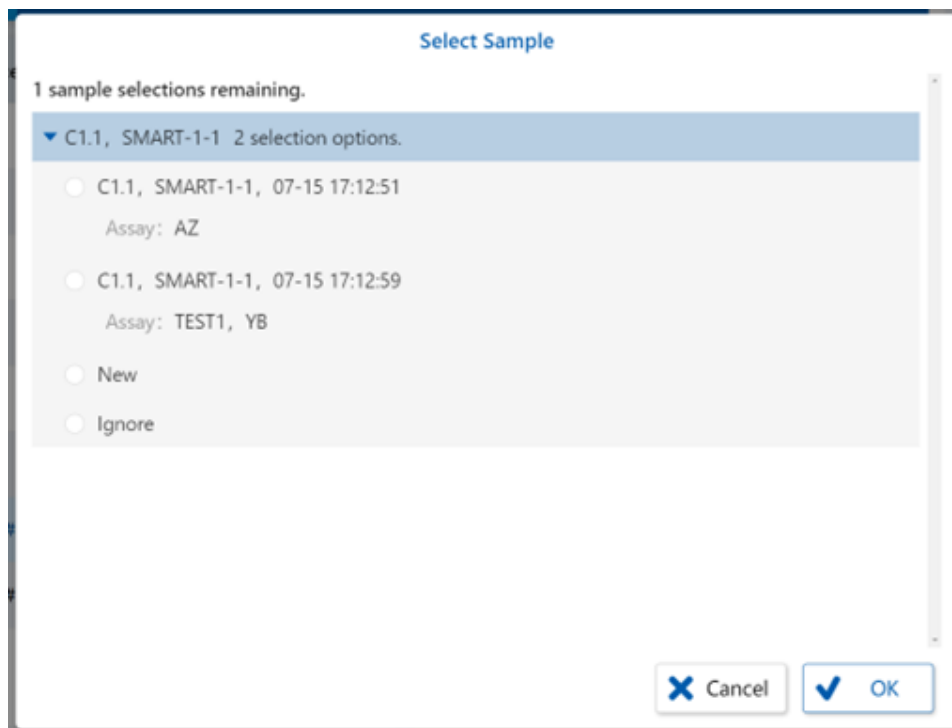 Select Sample
1 sample selections remaining.
C1.1, SMART-1-1 2 selection options.
C1.1, SMART-1-1, 07-15 17:12:51
Assay: AZ
C1.1, SMART-1-1, 07-15 17:12:59
Assay: TEST1, YB
New
Ignore
Cancel OK